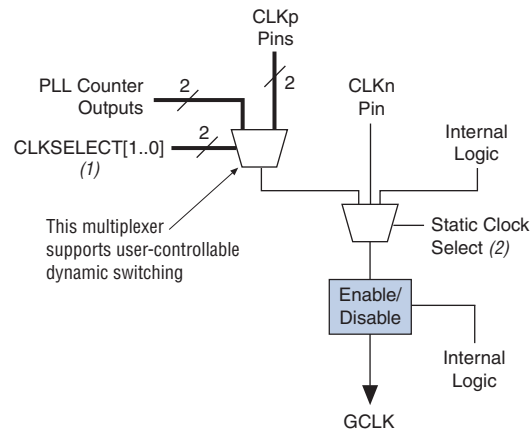 CLKp
Pins
PLL Counter
Outputs
2
2
CLKn
Pin
CLKSELECT[1..0]
(1)
2
Internal
Logic
This multiplexer
supports user-controllable
dynamic switching
Static Clock
Select (2)
Enable/
Disable
Internal
Logic
GCLK